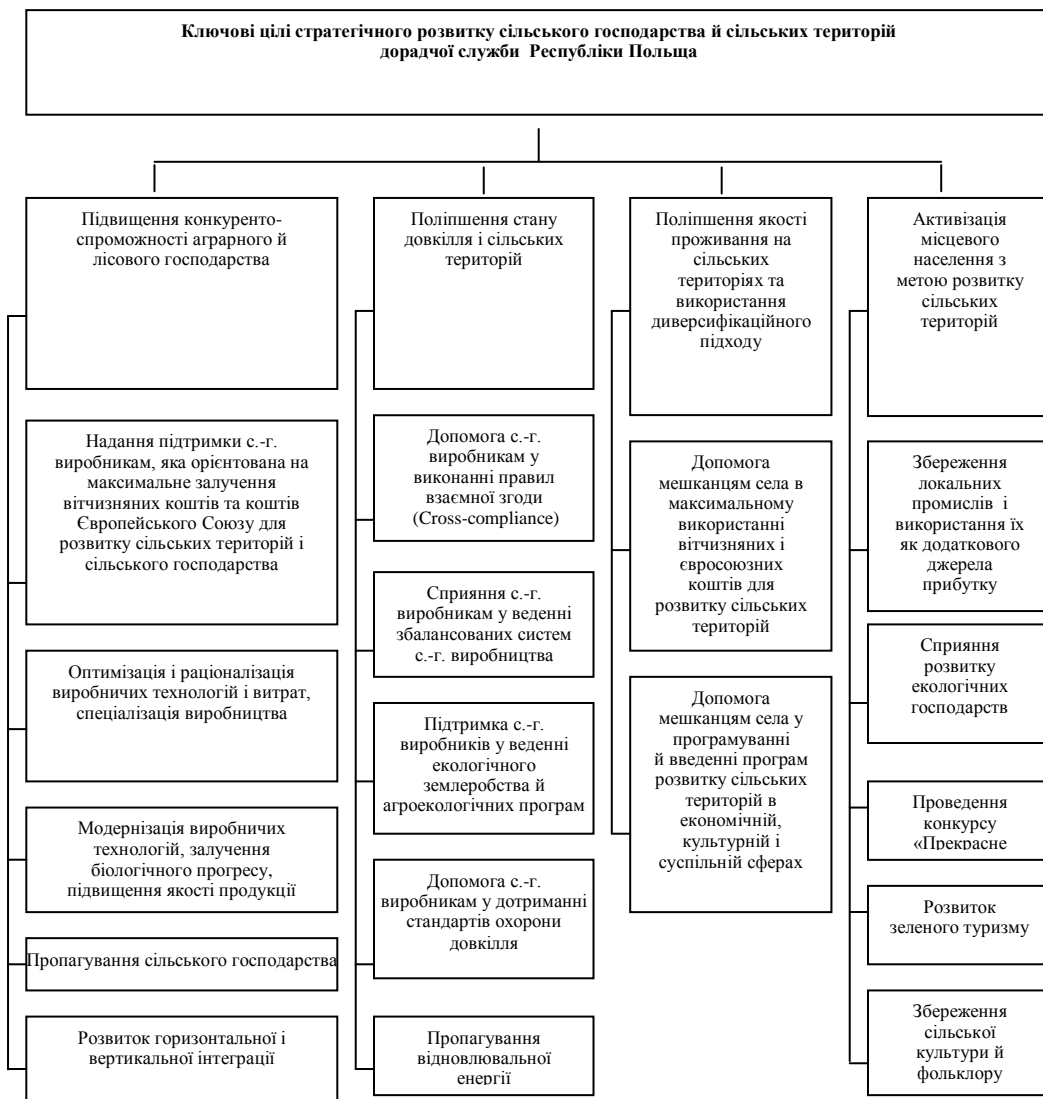 Ключові цілі стратегічного розвитку сільського господарства й сільських територій
дорадчої служби Республіки Польща
Підвищення конкуренто-
спроможності аграрного й
лісового господарства
Надання підтримки с.-г.
виробникам, яка орієнтована на
максимальне залучення
вітчизняних коштів та коштів
Європейського Союзу для
розвитку сільських територій і
сільського господарства
Оптимізація і раціоналізація
виробничих технологій і витрат,
спеціалізація виробництва
Модернізація виробничих
технологій, залучення
біологічного прогресу,
підвищення якості продукції
Пропагування сільського господарства
Розвиток горизонтальної і
вертикальної інтеграції
Поліпшення стану
довкілля і сільських
територій
Допомога с.-г.
виробникам у
виконанні правил
взаємної згоди
(Cross-compliance)
Сприяння с.-г.
виробникам у веденні
збалансованих систем
с.-г. виробництва
Підтримка с.-г.
виробників у веденні
екологічного
землеробства й
агроекологічних програм
Допомога с.-г.
виробникам у дотриманні
стандартів охорони
довкілля
Пропагування
відновлювальної
енергії
Поліпшення якості
проживання на
сільських
територіях та
використання
диверсифікаційного
підходу
Допомога
мешканцям села в
максимальному
використанні
вітчизняних і
євросоюзних
коштів для
розвитку сільських
територій
Допомога
мешканцям села у
програмуванні
й введенні програм
розвитку сільських
територій в
економічній,
культурній і
суспільній сферах
Активізація
місцевого
населення з
метою розвитку
сільських
територій
Збереження
локальних
промислів і
використання їх
як додаткового
джерела
прибутку
Сприяння
розвитку
екологічних
господарств
Проведення
конкурсу
«Прекрасне
Розвиток
зеленого туризму
Збереження
сільської
культури й
фольклору